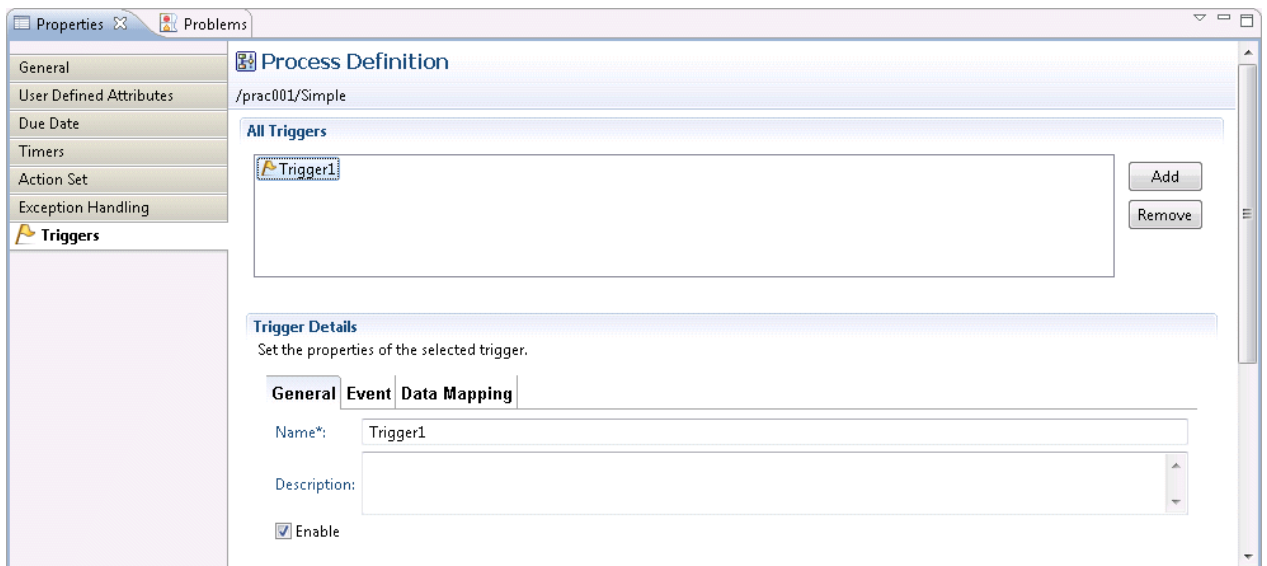 Properties Problems
General
User Defined Attributes
Due Date
Timers
Action Set
Exception Handling
Triggers
Process Definition
/prac001/Simple
All Triggers
Trigger1
Add
Remove
Trigger Details
Set the properties of the selected trigger.
General Event Data Mapping
Name*: Trigger1
Description:
Enable